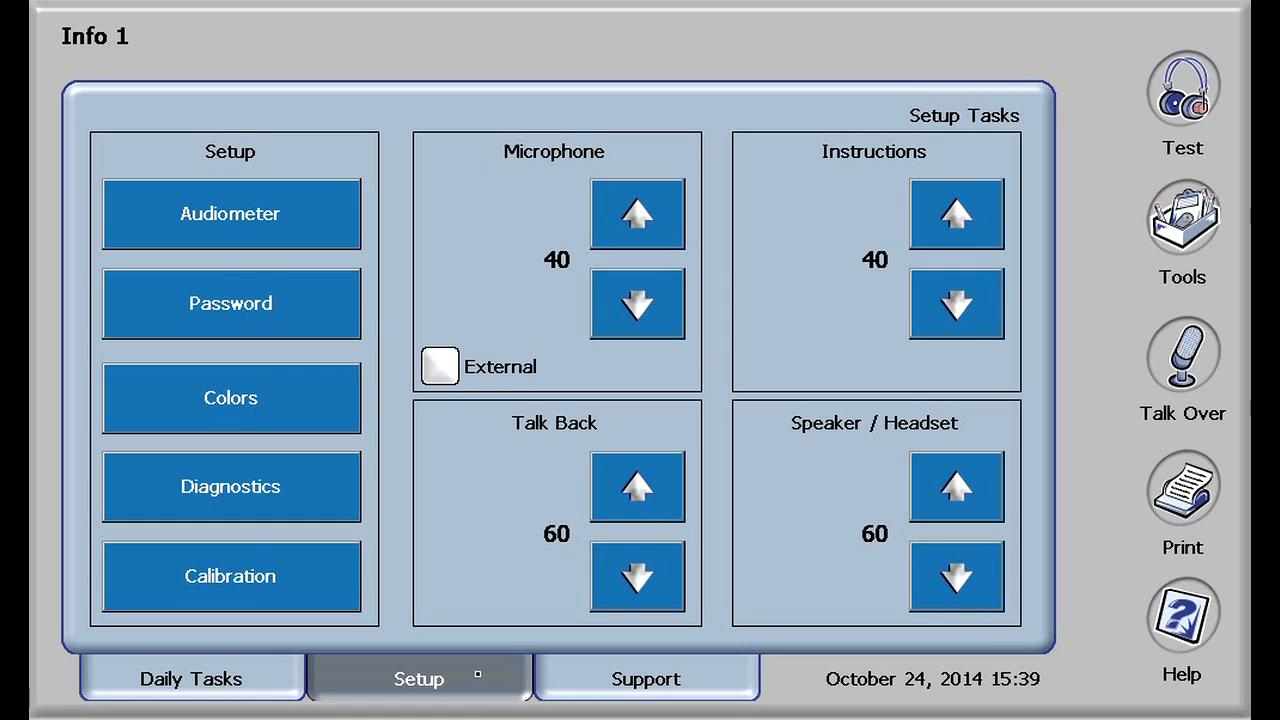 Info 1
Setup Tasks
Setup
Audiometer
Password
Colors
Diagnostics
Calibration
Microphone
40
External
Instructions
40
Talk Back
60
Speaker / Headset
60
Test
Tools
Talk Over
Print
?
Help
Daily Tasks
Setup
Support
October 24, 2014 15:39